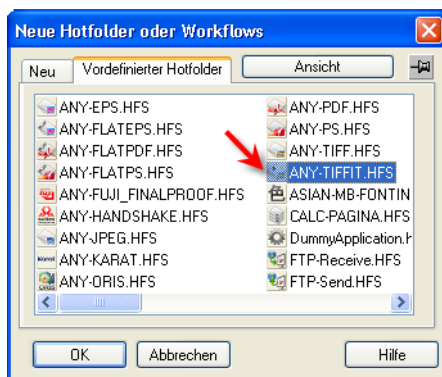 Neue Hotfolder oder Workflows
Neu
Vordefinierter Hotfolder
Ansicht
ANY-EPS.HFS
ANY-FLATEPS.HFS
ANY-FLATPDF.HFS
ANY-FLATPS.HFS
ANY-FUJI_FINALPROOF.HFS
ANY-HANDSHAKE.HFS
ANY-JPEG.HFS
ANY-KARAT.HFS
ANY-ORIS.HFS
ANY-PDF.HFS
ANY-PS.HFS
ANY-TIFF.HFS
ANY-TIFFIT.HFS
色 ASIAN-MB-FONTIN
CALC-PAGINA.HFS
DummyApplication.h
FTP-Receive.HFS
FTP-Send.HFS
OK
Abbrechen
Hilfe